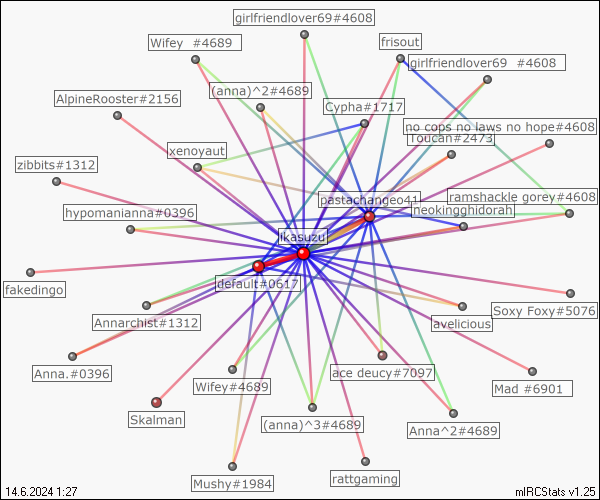 girlfriendlover69#4608
Wifey  #4689
frisout
girlfriendlover69  #4608
(anna)^2#4689
AlpineRooster#2156
Cypha#1717
no cops no laws no hope#4608
Toucan#2473
xenoyaut
zibbits#1312
pastachangeo41
ramshackle gorey#4608
hypomanianna#0396
neokingghidorah
ikasuzu
default#0617
fakedingo
Annarchist#1312
avelicious
Soxy Foxy#5076
Anna.#0396
Wifey#4689
ace deucy#7097
Mad #6901
Skalman
(anna)^3#4689
Anna^2#4689
Mushy#1984
rattgaming
14.6.2024 1:27
mIRCStats v1.25